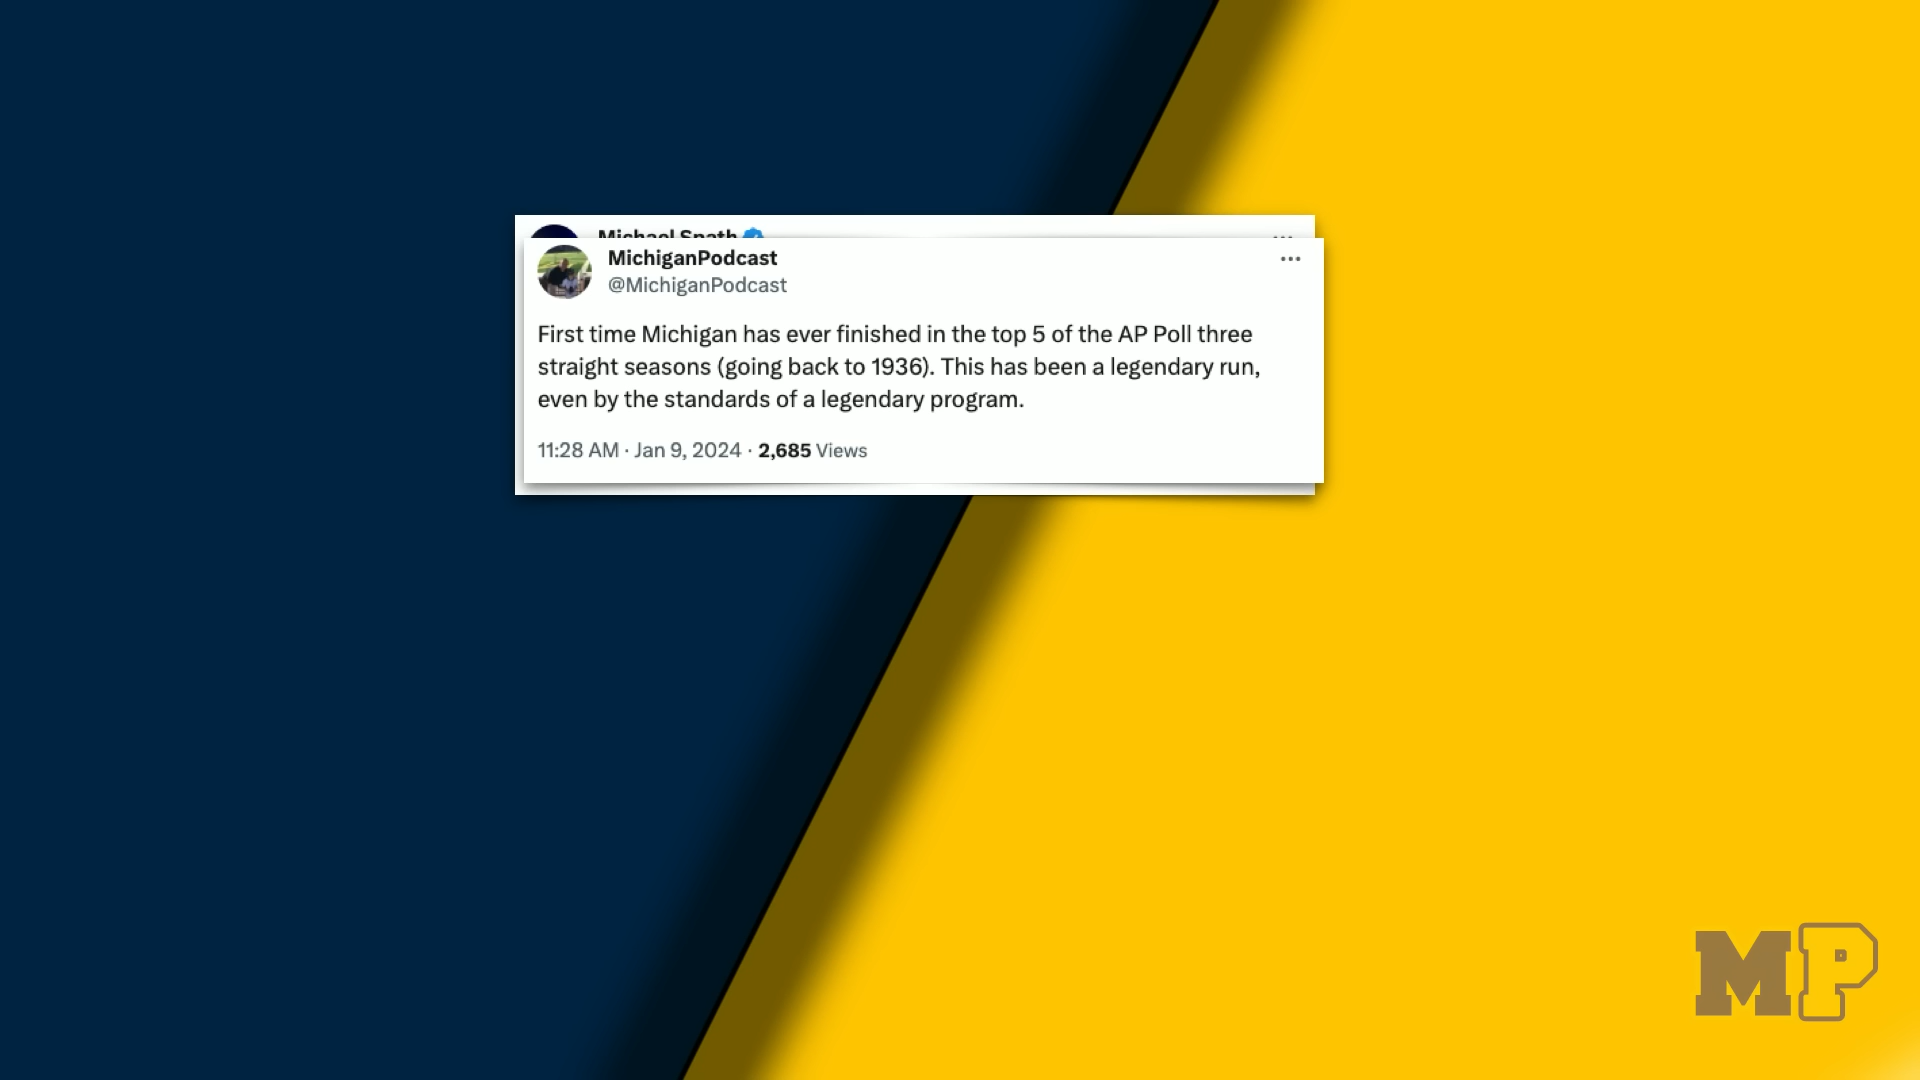 Michael Spath
MichiganPodcast
@MichiganPodcast
First time Michigan has ever finished in the top 5 of the AP Poll three
straight seasons (going back to 1936). This has been a legendary run,
even by the standards of a legendary program.
11:28 AM · Jan 9, 2024 · 2,685 Views
MP